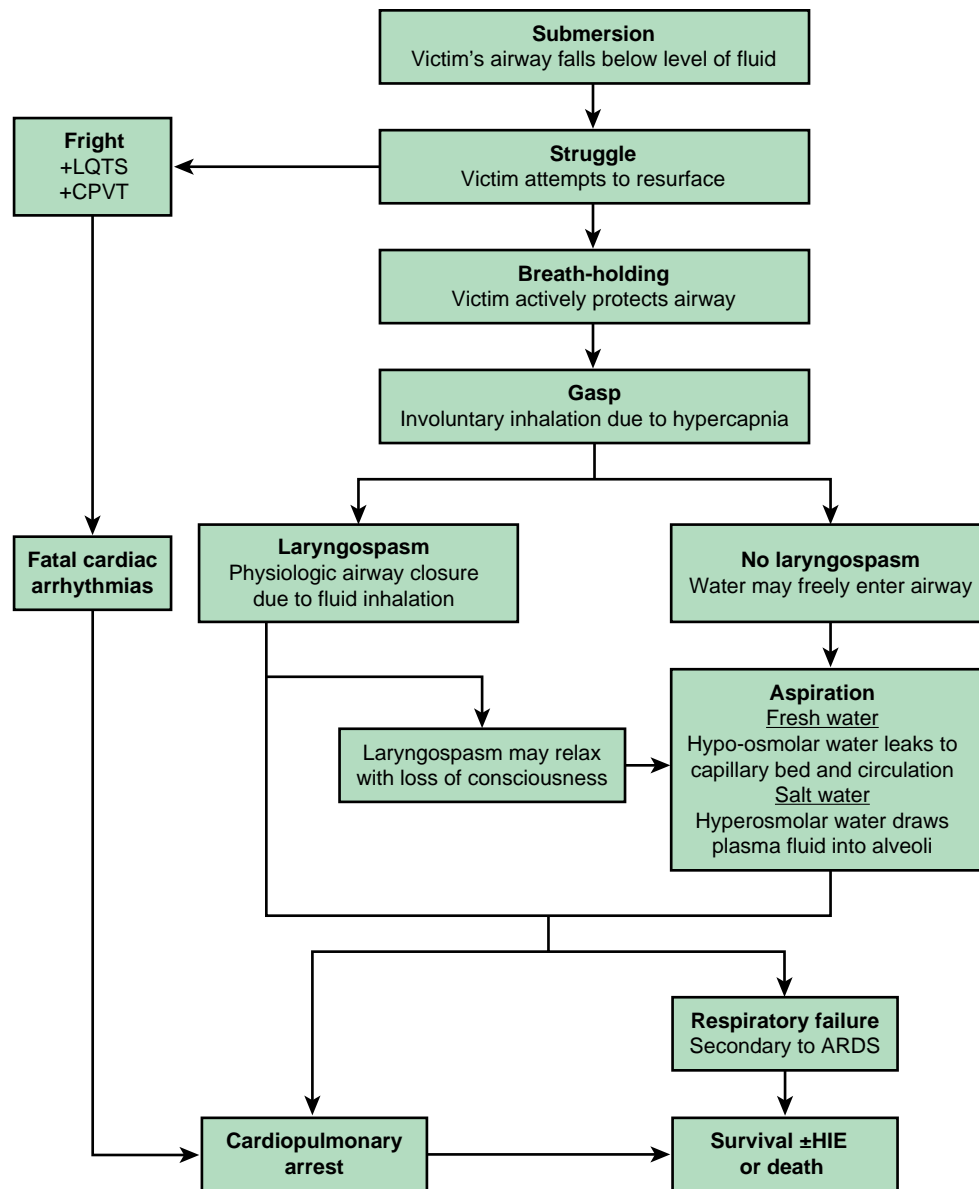 Submersion
Victim’s airway falls below level of fluid
Fright
+LQTS
+CPVT
Struggle
Victim attempts to resurface
Breath-holding
Victim actively protects airway
Gasp
Involuntary inhalation due to hypercapnia
Fatal cardiac
arrhythmias
Laryngospasm
Physiologic airway closure
due to fluid inhalation
No laryngospasm
Water may freely enter airway
Laryngospasm may relax
with loss of consciousness
Aspiration
Fresh water
Hypo-osmolar water leaks to
capillary bed and circulation
Salt water
Hyperosmolar water draws
plasma fluid into alveoli
Respiratory failure
Secondary to ARDS
Cardiopulmonary
arrest
Survival ±HIE
or death